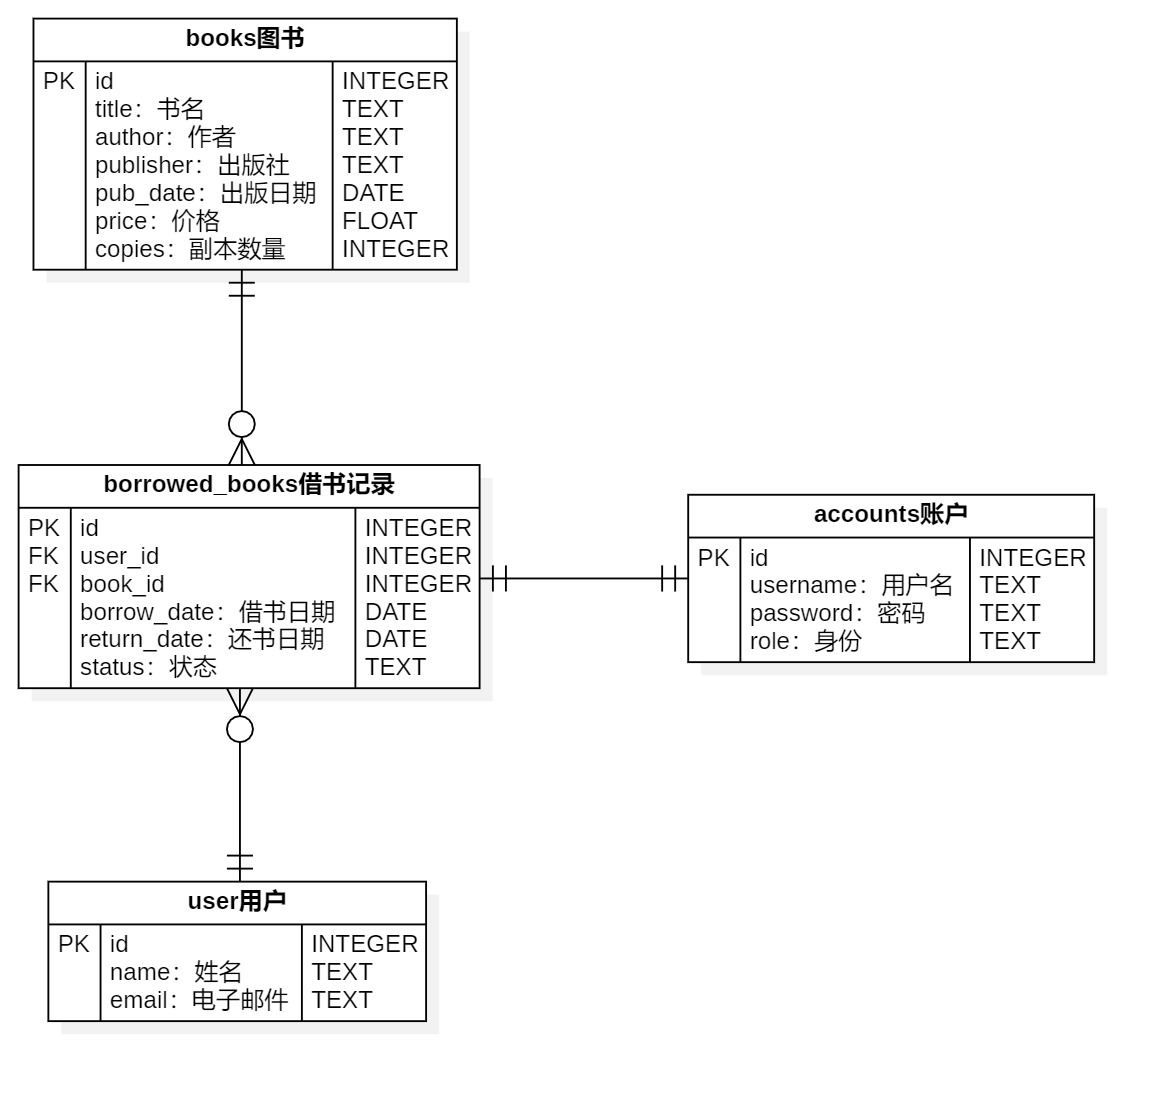 books图书
PK id INTEGER
title：书名 TEXT
author：作者 TEXT
publisher：出版社 TEXT
pub_date：出版日期 DATE
price：价格 FLOAT
copies：副本数量 INTEGER
borrowed_books借书记录
PK id INTEGER
FK user_id INTEGER
FK book_id INTEGER
borrow_date：借书日期 DATE
return_date：还书日期 DATE
status：状态 TEXT
accounts账户
PK id INTEGER
username：用户名 TEXT
password：密码 TEXT
role：身份 TEXT
user用户
PK id INTEGER
name：姓名 TEXT
email：电子邮件 TEXT